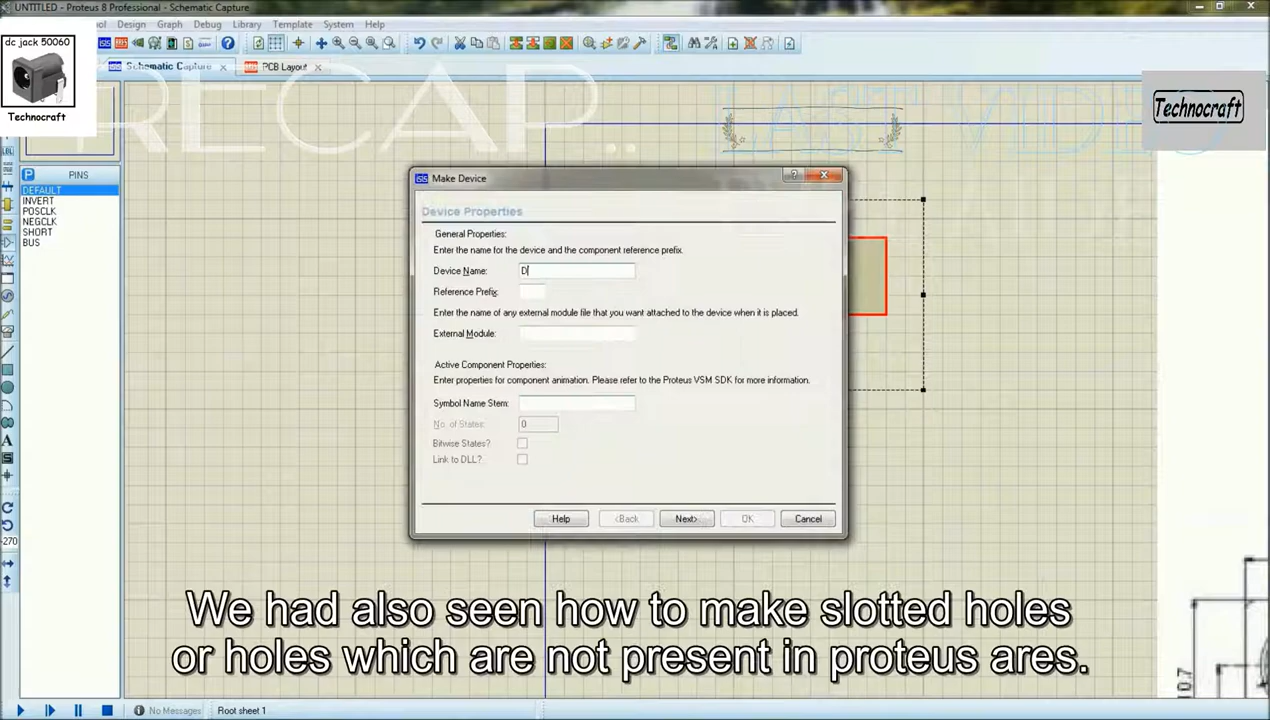 UNTITLED - Proteus 8 Professional - Schematic Capture
Design Graph Debug Library Template System Help
dc jack 50060
Technocraft
Schematic Capture
PCB Layout
RECAP...
LAST VIDEO
Technocraft
PINS
DEFAULT
INVERT
POSCLK
NEGCLK
SHORT
BUS
-270
Make Device
Device Properties
General Properties:
Enter the name for the device and the component reference prefix.
Device Name: D
Reference Prefix:
Enter the name of any external module file that you want attached to the device when it is placed.
External Module:
Active Component Properties:
Enter properties for component animation. Please refer to the Proteus VSM SDK for more information.
Symbol Name Stem:
No. of States: 0
Bitwise States?
Link to DLL?
Help <Back Next> OK Cancel
10.7
We had also seen how to make slotted holes
or holes which are not present in proteus ares.
No Messages
Root sheet 1